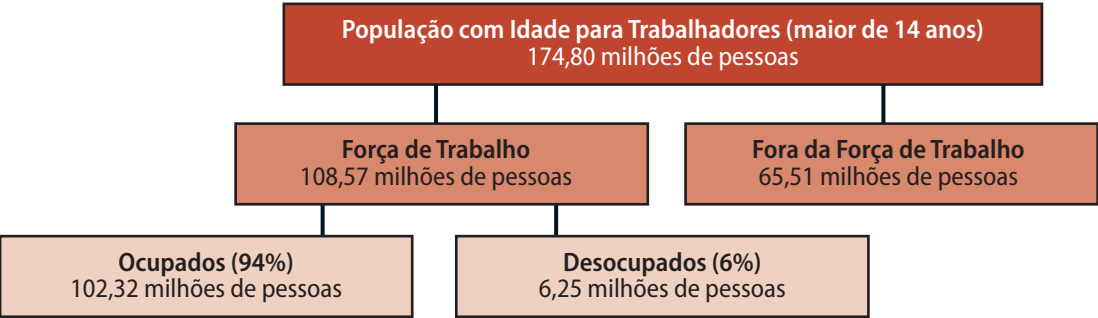 População com Idade para Trabalhadores (maior de 14 anos)
174,80 milhões de pessoas
Força de Trabalho
108,57 milhões de pessoas
Fora da Força de Trabalho
65,51 milhões de pessoas
Ocupados (94%)
102,32 milhões de pessoas
Desocupados (6%)
6,25 milhões de pessoas